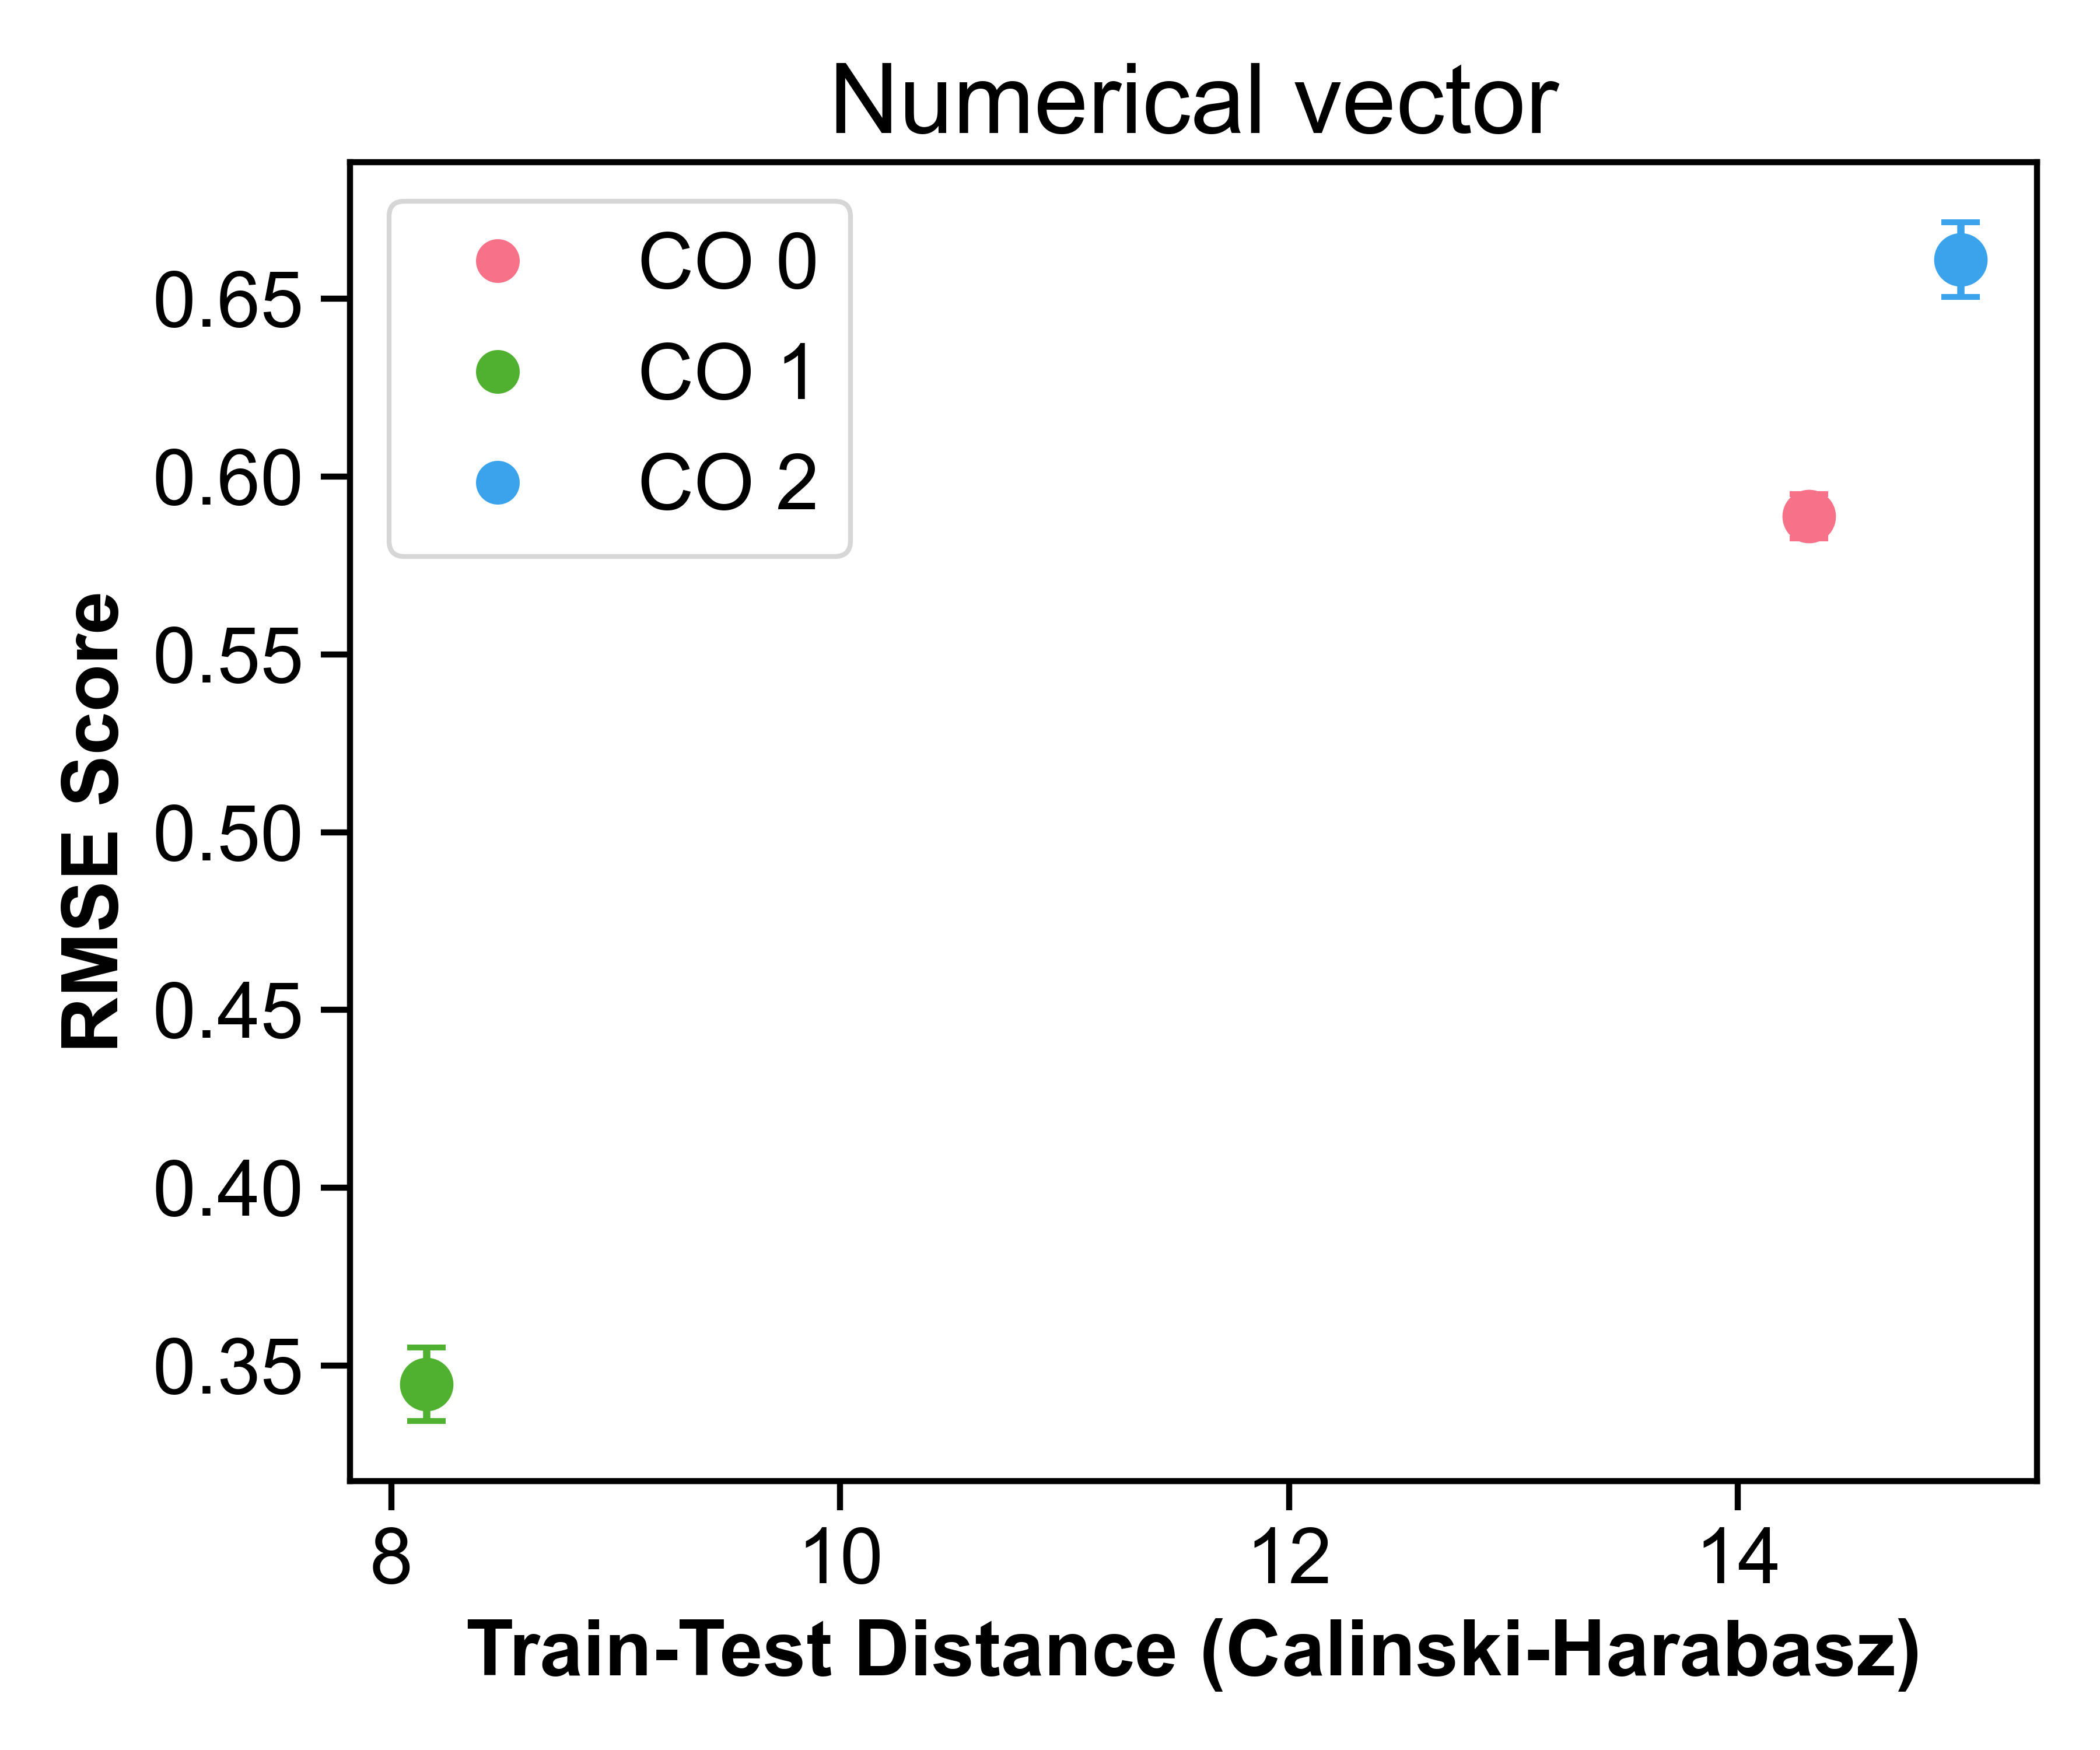 Numerical vector
CO 0
CO 1
CO 2
RMSE Score
0.65
0.60
0.55
0.50
0.45
0.40
0.35
8 10 12 14
Train-Test Distance (Calinski-Harabasz)